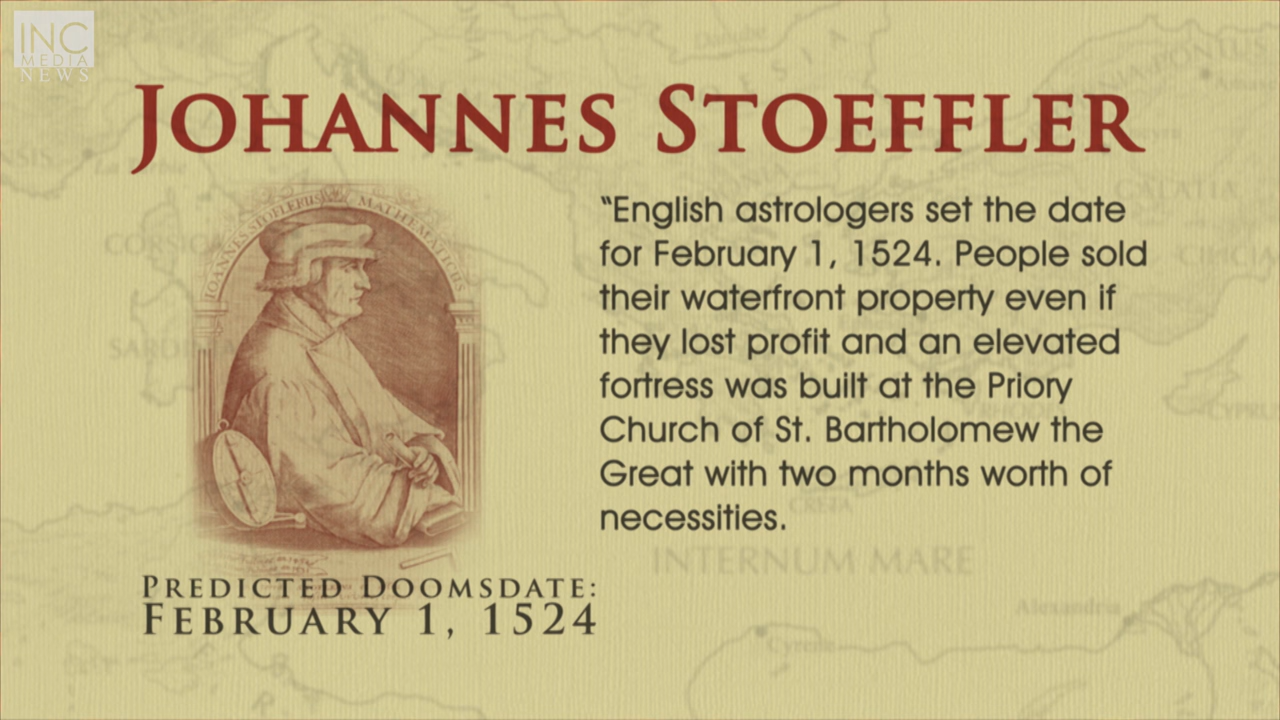 INC
MEDIA
NEWS
JOHANNES STOEFFLER
IOANNES STOFLERUS MATHEMATICUS
“English astrologers set the date
for February 1, 1524. People sold
their waterfront property even if
they lost profit and an elevated
fortress was built at the Priory
Church of St. Bartholomew the
Great with two months worth of
necessities.
PREDICTED DOOMSDATE:
FEBRUARY 1, 1524
CORSICA
SARDINIA
GALATIA
CILICIA
CYPRUS
CRETA
INTERNUM MARE
Alexandria
Cyrene